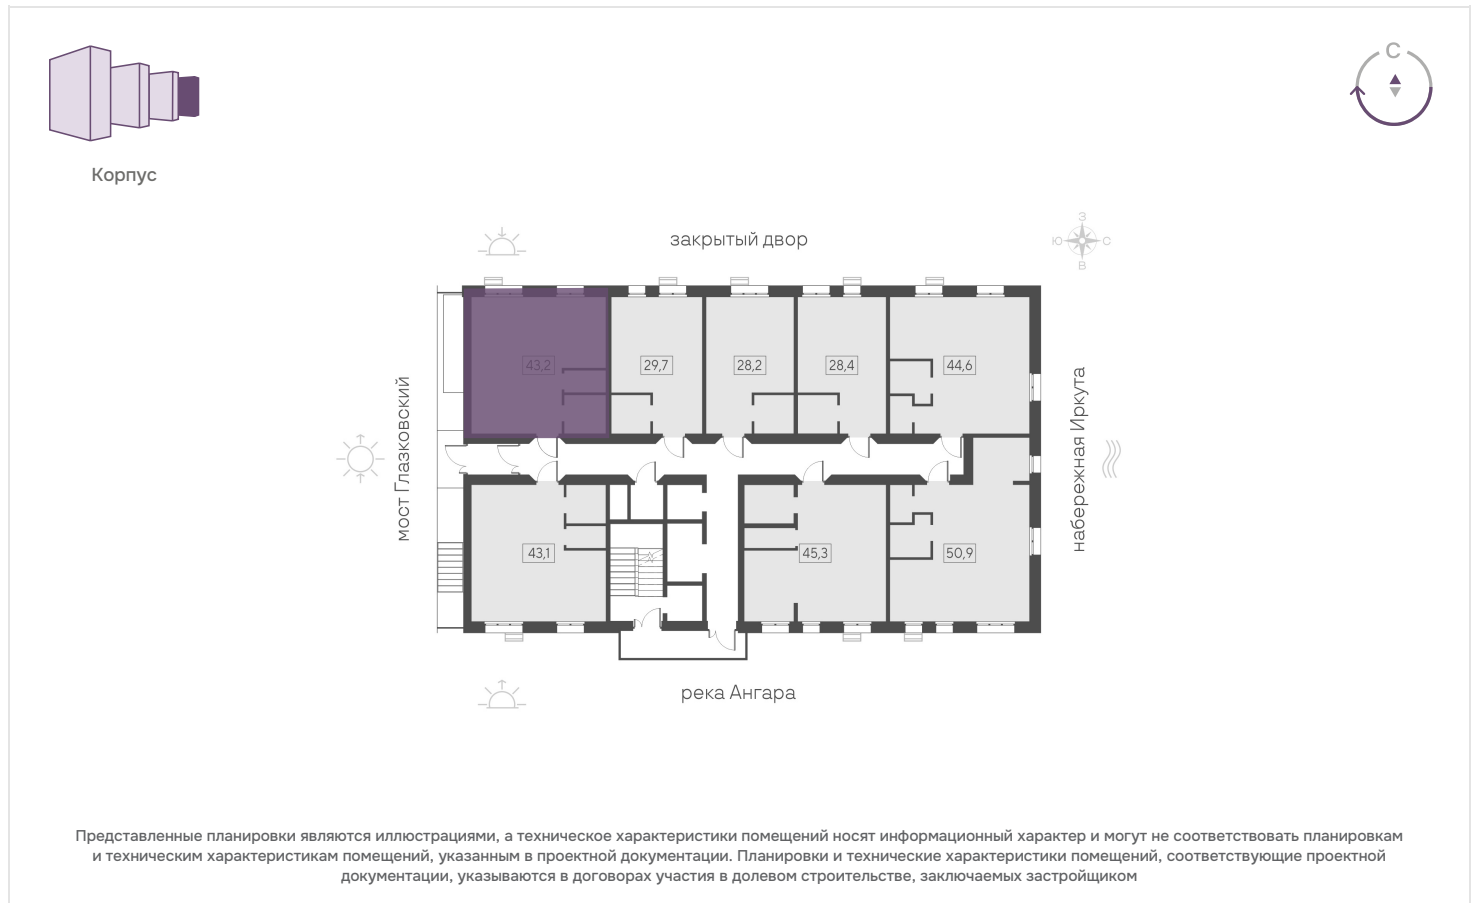 С
Корпус
закрытый двор
З
Ю
С
В
43,2
29,7
28,2
28,4
44,6
мост Глазковский
набережная Иркута
43,1
45,3
50,9
река Ангара
Представленные планировки являются иллюстрациями, а техническое характеристики помещений носят информационный характер и могут не соответствовать планировкам
и техническим характеристикам помещений, указанным в проектной документации. Планировки и технические характеристики помещений, соответствующие проектной
документации, указываются в договорах участия в долевом строительстве, заключаемых застройщиком